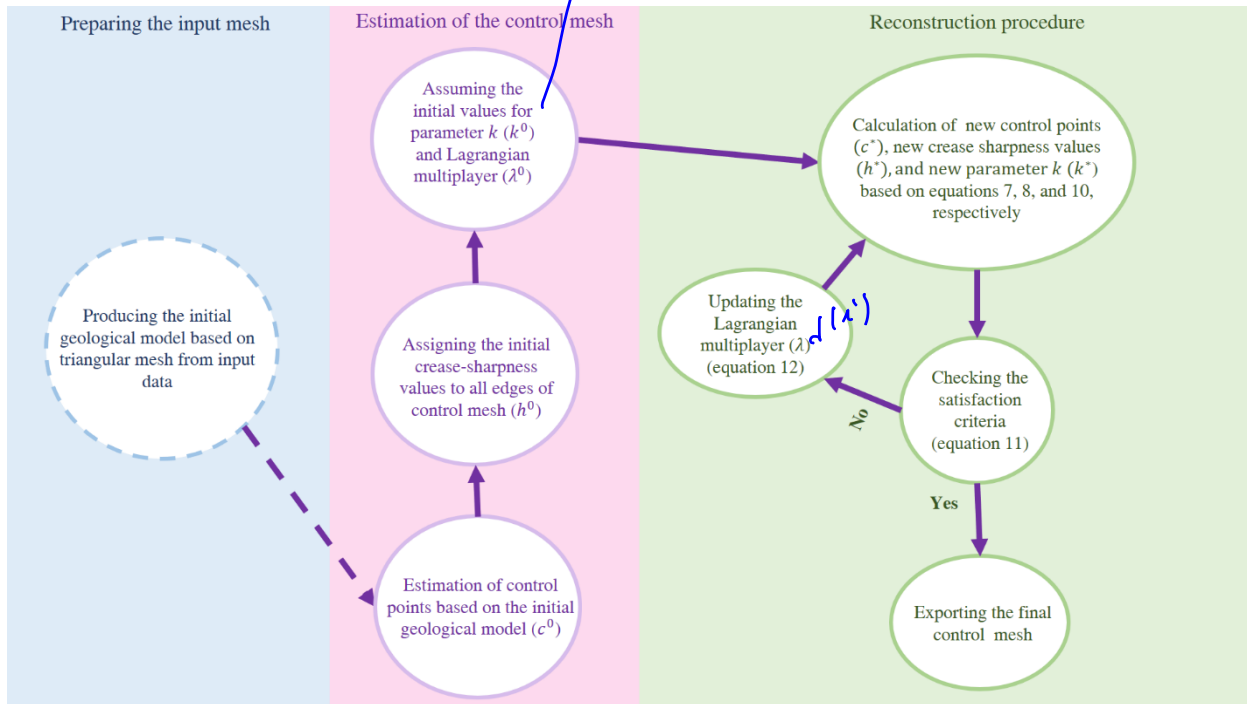 Preparing the input mesh
Estimation of the control mesh
Reconstruction procedure
Producing the initial
geological model based on
triangular mesh from input
data
Assuming the
initial values for
parameter k (k⁰)
and Lagrangian
multiplayer (λ⁰)
Assigning the initial
crease-sharpness
values to all edges of
control mesh (h⁰)
Estimation of control
points based on the initial
geological model (c⁰)
Calculation of new control points
(c*), new crease sharpness values
(h*), and new parameter k (k*)
based on equations 7, 8, and 10,
respectively
Updating the
Lagrangian
multiplayer (λ)
(equation 12)
Checking the
satisfaction
criteria
(equation 11)
No
Yes
Exporting the final
control mesh